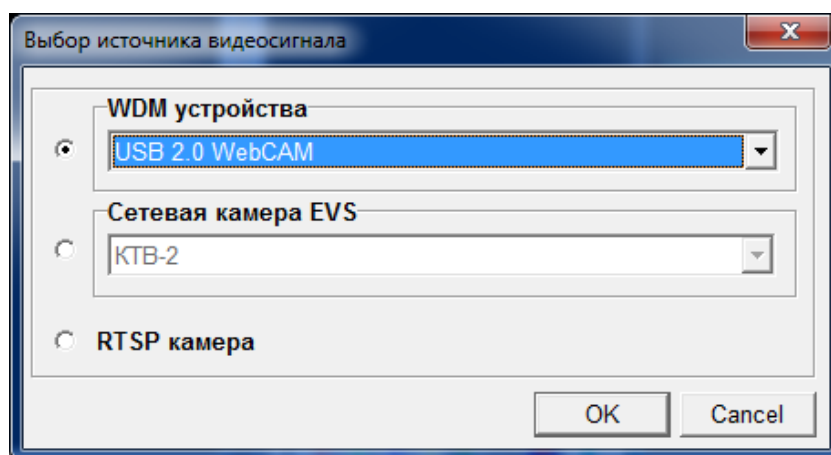 Выбор источника видеосигнала
WDM устройства
USB 2.0 WebCAM
Сетевая камера EVS
КТВ-2
RTSP камера
OK
Cancel